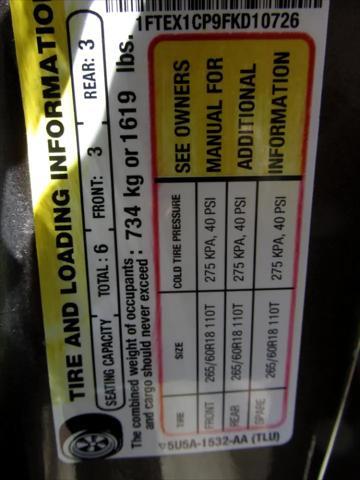 TIRE AND LOADING INFORMATION
SEATING CAPACITY TOTAL : 6 FRONT: 3 REAR: 3
The combined weight of occupants and cargo should never exceed : 734 kg or 1619 lbs.
TIRE SIZE COLD TIRE PRESSURE
FRONT 265/60R18 110T 275 KPA, 40 PSI
REAR 265/60R18 110T 275 KPA, 40 PSI
SPARE 265/60R18 110T 275 KPA, 40 PSI
SEE OWNERS
MANUAL FOR
ADDITIONAL
INFORMATION
5U5A-1532-AA (TLU)
1FTEX1CP9FKD10726